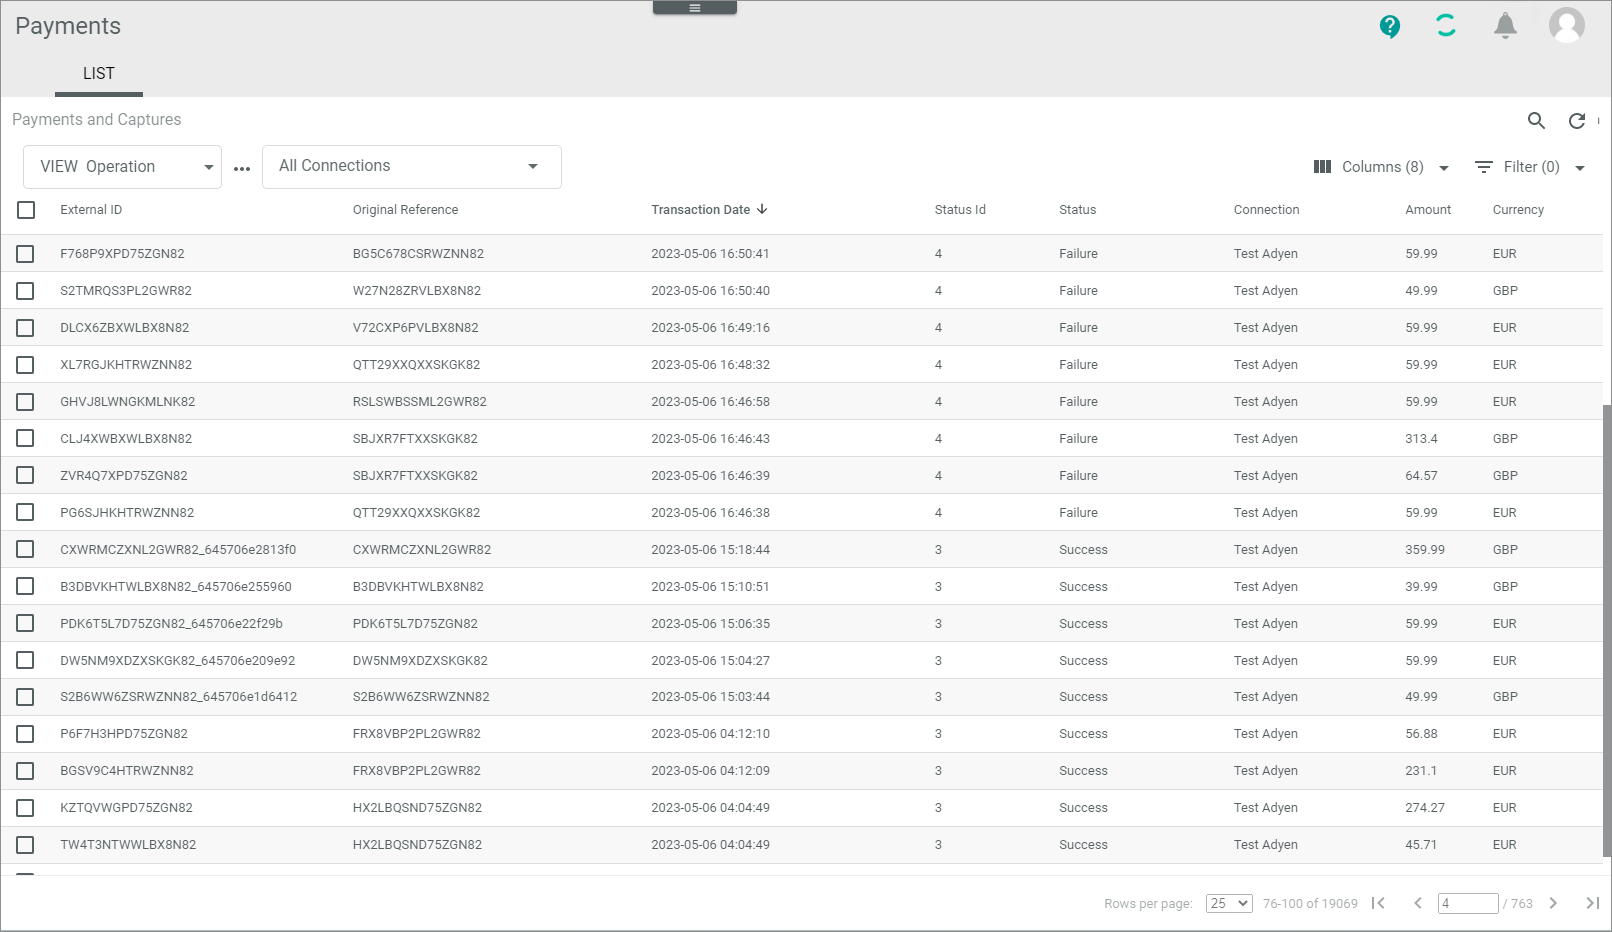 Payments
LIST
Payments and Captures
VIEW Operation ... All Connections Columns (8) Filter (0)
External ID Original Reference Transaction Date Status Id Status Connection Amount Currency
F768P9XPD75ZGN82 BG5C678CSRWZNN82 2023-05-06 16:50:41 4 Failure Test Adyen 59.99 EUR
S2TMRQS3PL2GWR82 W27N28ZRVLBX8N82 2023-05-06 16:50:40 4 Failure Test Adyen 49.99 GBP
DLCX6ZBXWLBX8N82 V72CXP6PVLBX8N82 2023-05-06 16:49:16 4 Failure Test Adyen 59.99 EUR
XL7RGJKHTRWZNN82 QTT29XXQXXSKGK82 2023-05-06 16:48:32 4 Failure Test Adyen 59.99 EUR
GHVJ8LWNGKMLNK82 RSLSWBSSML2GWR82 2023-05-06 16:46:58 4 Failure Test Adyen 59.99 EUR
CLJ4XWBXWLBX8N82 SBJXR7FTXXSKGK82 2023-05-06 16:46:43 4 Failure Test Adyen 313.4 GBP
ZVR4Q7XPD75ZGN82 SBJXR7FTXXSKGK82 2023-05-06 16:46:39 4 Failure Test Adyen 64.57 GBP
PG6SJHKHTRWZNN82 QTT29XXQXXSKGK82 2023-05-06 16:46:38 4 Failure Test Adyen 59.99 EUR
CXWRMCZXNL2GWR82_645706e2813f0 CXWRMCZXNL2GWR82 2023-05-06 15:18:44 3 Success Test Adyen 359.99 GBP
B3DBVKHTWLBX8N82_645706e255960 B3DBVKHTWLBX8N82 2023-05-06 15:10:51 3 Success Test Adyen 39.99 GBP
PDK6T5L7D75ZGN82_645706e22f29b PDK6T5L7D75ZGN82 2023-05-06 15:06:35 3 Success Test Adyen 59.99 EUR
DW5NM9XDZXSKGK82_645706e209e92 DW5NM9XDZXSKGK82 2023-05-06 15:04:27 3 Success Test Adyen 59.99 EUR
S2B6WW6ZSRWZNN82_645706e1d6412 S2B6WW6ZSRWZNN82 2023-05-06 15:03:44 3 Success Test Adyen 49.99 GBP
P6F7H3HPD75ZGN82 FRX8VBP2PL2GWR82 2023-05-06 04:12:10 3 Success Test Adyen 56.88 EUR
BGSV9C4HTRWZNN82 FRX8VBP2PL2GWR82 2023-05-06 04:12:09 3 Success Test Adyen 231.1 EUR
KZTQVWGPD75ZGN82 HX2LBQSND75ZGN82 2023-05-06 04:04:49 3 Success Test Adyen 274.27 EUR
TW4T3NTWWLBX8N82 HX2LBQSND75ZGN82 2023-05-06 04:04:49 3 Success Test Adyen 45.71 EUR
Rows per page: 25 76-100 of 19069 4 / 763